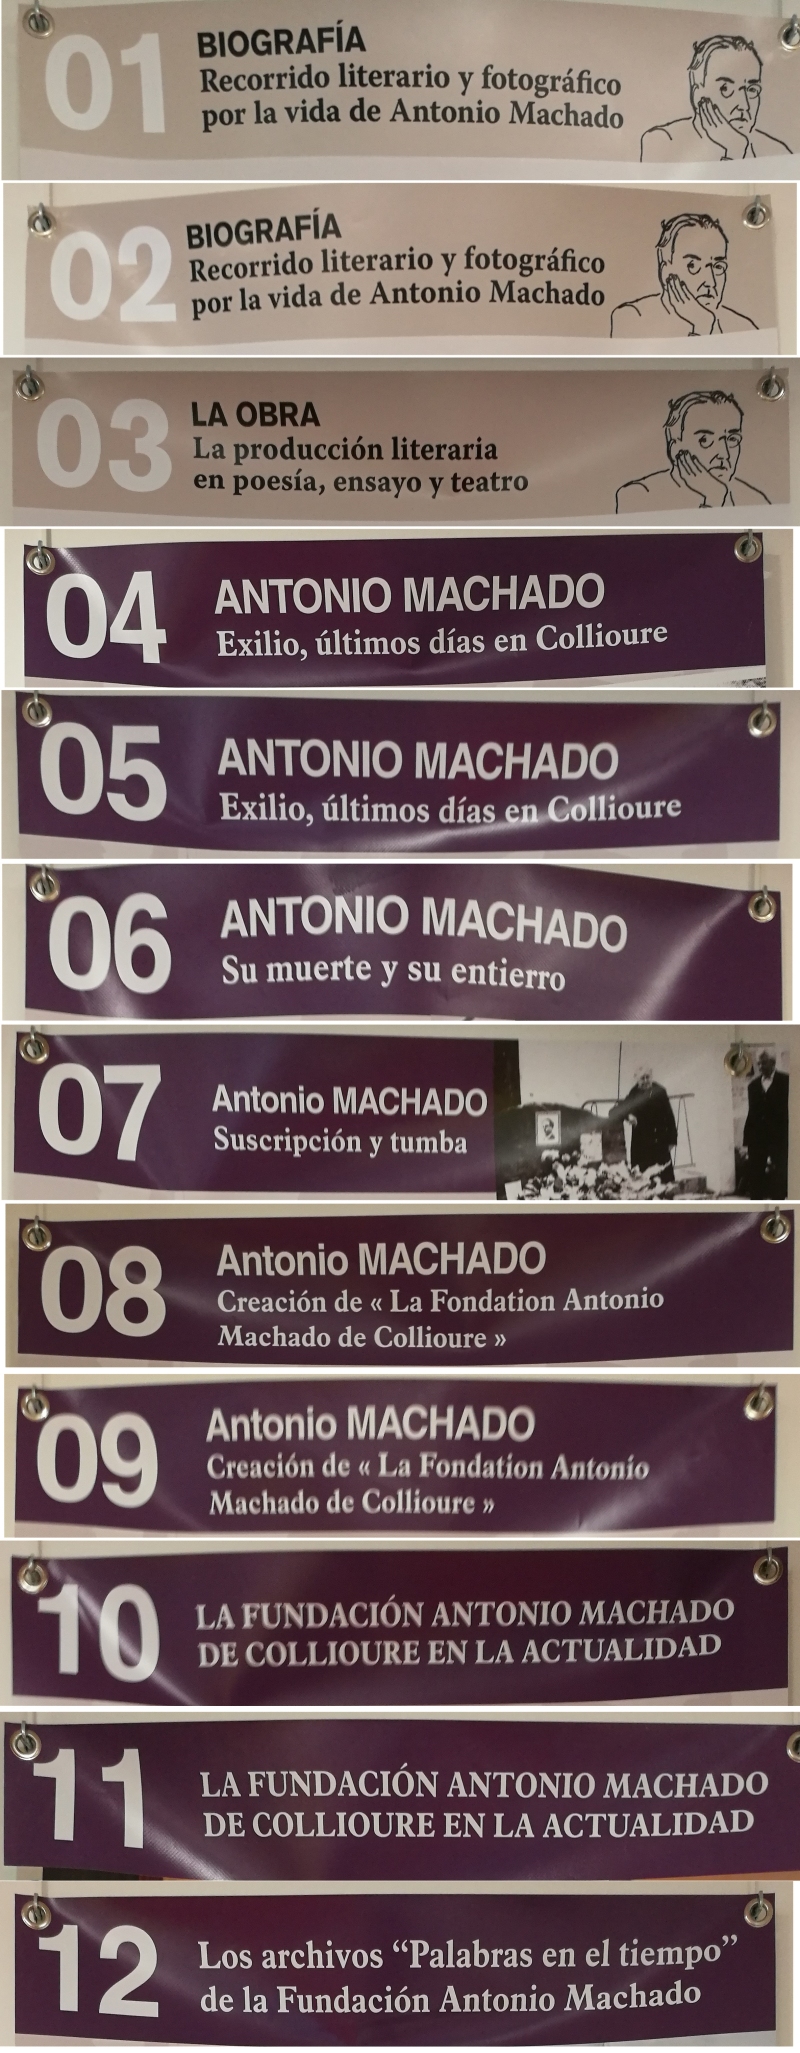 01
BIOGRAFÍA
Recorrido literario y fotográfico
por la vida de Antonio Machado
02
BIOGRAFÍA
Recorrido literario y fotográfico
por la vida de Antonio Machado
03
LA OBRA
La producción literaria
en poesía, ensayo y teatro
04
ANTONIO MACHADO
Exilio, últimos días en Collioure
05
ANTONIO MACHADO
Exilio, últimos días en Collioure
06
ANTONIO MACHADO
Su muerte y su entierro
07
Antonio MACHADO
Suscripción y tumba
08
Antonio MACHADO
Creación de « La Fondation Antonio
Machado de Collioure »
09
Antonio MACHADO
Creación de « La Fondation Antonio
Machado de Collioure »
10
LA FUNDACIÓN ANTONIO MACHADO
DE COLLIOURE EN LA ACTUALIDAD
11
LA FUNDACIÓN ANTONIO MACHADO
DE COLLIOURE EN LA ACTUALIDAD
12
Los archivos “Palabras en el tiempo”
de la Fundación Antonio Machado